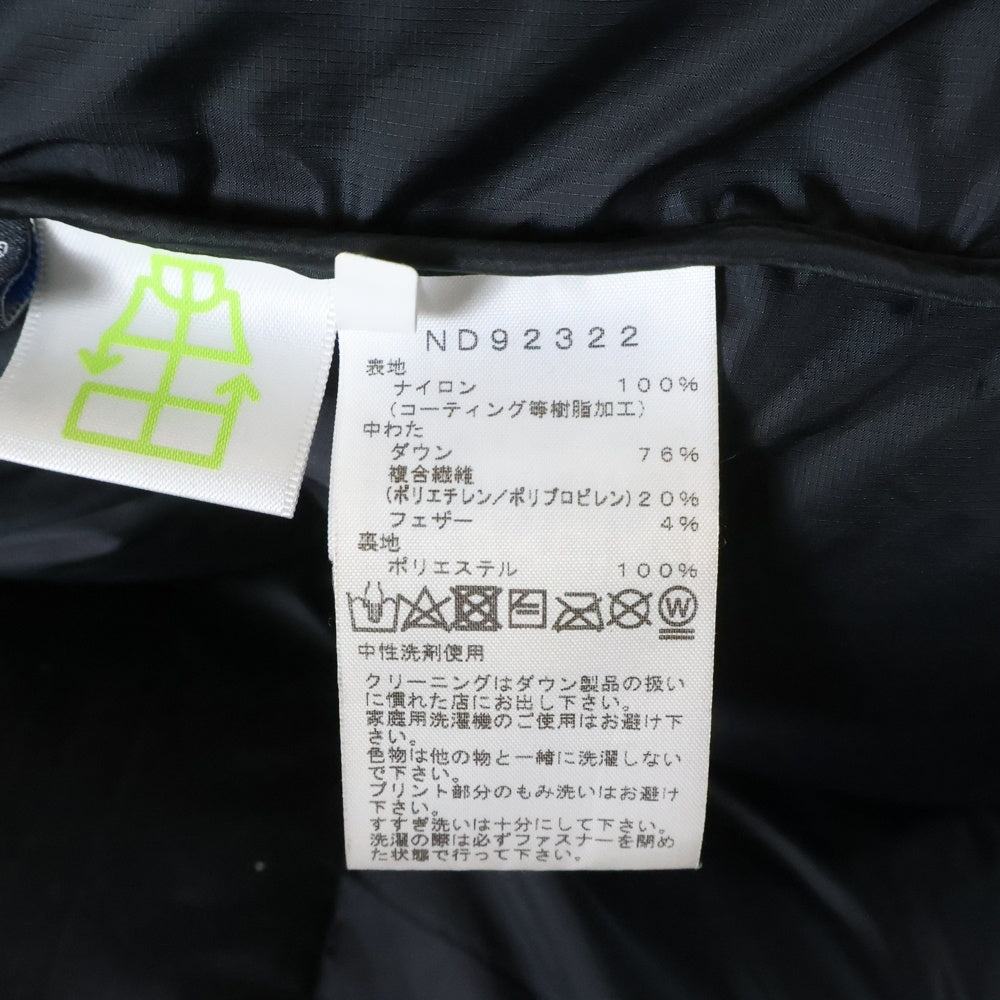 ND92322
表地
ナイロン 100%
(コーティング等樹脂加工)
中わた
ダウン 76%
複合繊維
(ポリエチレン/ポリプロピレン)20%
フェザー 4%
裏地
ポリエステル 100%
W
中性洗剤使用
クリーニングはダウン製品の扱い
に慣れた店にお出し下さい。
家庭用洗濯機のご使用はお避け下
さい。
色物は他の物と一緒に洗濯しない
で下さい。
プリント部分のもみ洗いはお避け
下さい。
すすぎ洗いは十分にして下さい。
洗濯の際は必ずファスナーを閉め
た状態で行って下さい。